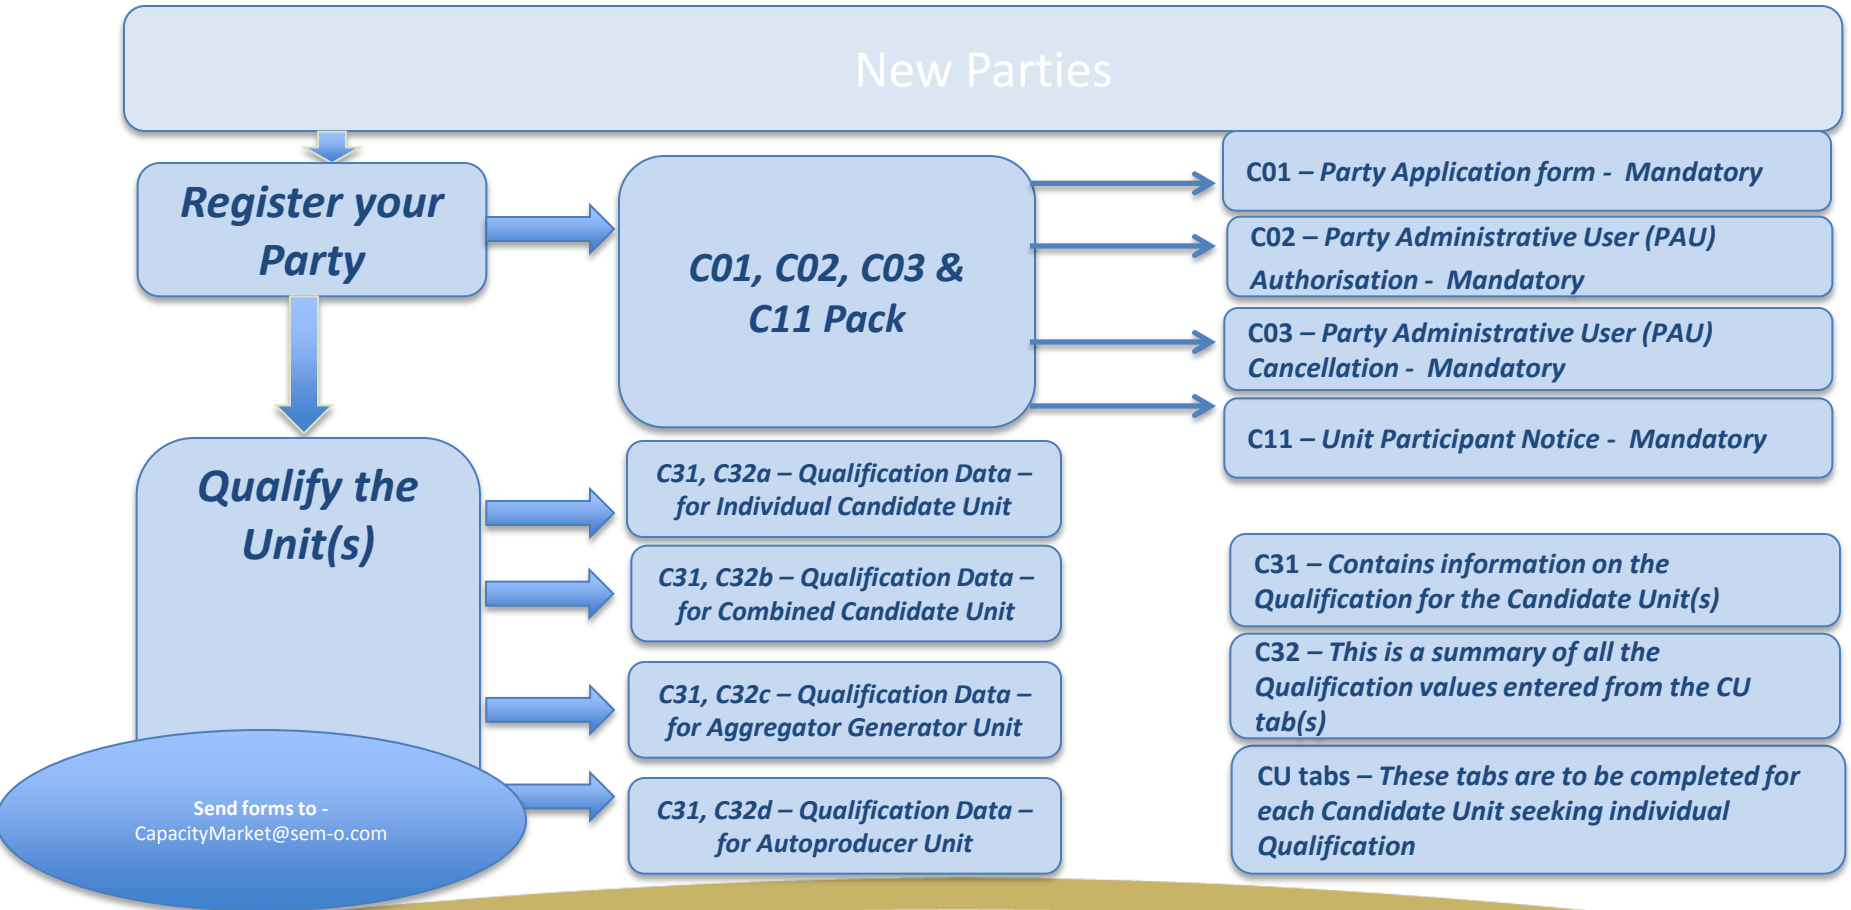 New Parties
Register your
Party
C01, C02, C03 &
C11 Pack
C01 – Party Application form -  Mandatory
C02 – Party Administrative User (PAU)
Authorisation -  Mandatory
C03 – Party Administrative User (PAU)
Cancellation -  Mandatory
C11 – Unit Participant Notice -  Mandatory
Qualify the
Unit(s)
C31, C32a – Qualification Data –
for Individual Candidate Unit
C31, C32b – Qualification Data –
for Combined Candidate Unit
C31, C32c – Qualification Data –
for Aggregator Generator Unit
C31, C32d – Qualification Data –
for Autoproducer Unit
C31 – Contains information on the
Qualification for the Candidate Unit(s)
C32 – This is a summary of all the
Qualification values entered from the CU
tab(s)
CU tabs – These tabs are to be completed for
each Candidate Unit seeking individual
Qualification
Send forms to -
CapacityMarket@sem-o.com